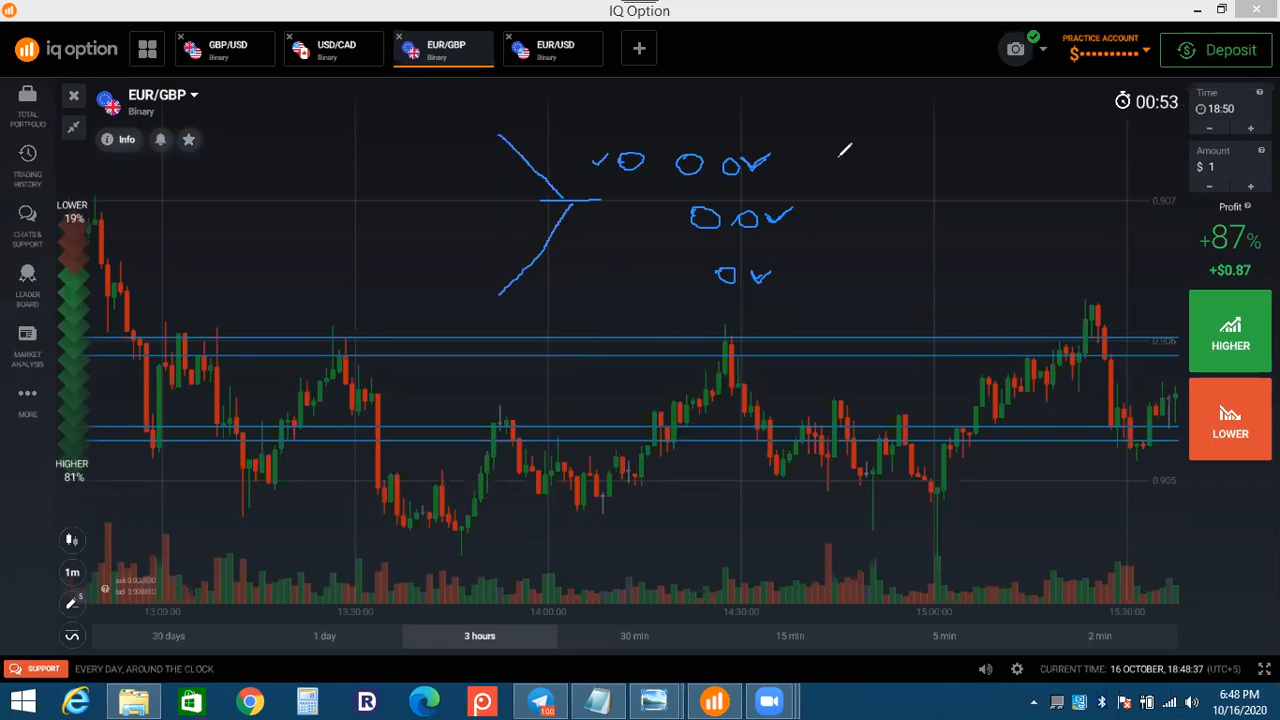 IQ Option
iq option
GBP/USD
Binary
USD/CAD
Binary
EUR/GBP
Binary
EUR/USD
Binary
PRACTICE ACCOUNT
$••••••••••
Deposit
TOTAL
PORTFOLIO
TRADING
HISTORY
CHATS &
SUPPORT
LEADER
BOARD
MARKET
ANALYSIS
MORE
EUR/GBP
Binary
Info
00:53
LOWER
19%
HIGHER
81%
0.907
0.906
0.905
Time
18:50
Amount
$ 1
Profit
+87%
+$0.87
HIGHER
LOWER
1m
5
13:00:00
13:30:00
14:00:00
14:30:00
15:00:00
15:30:00
30 days
1 day
3 hours
30 min
15 min
5 min
2 min
SUPPORT
EVERY DAY, AROUND THE CLOCK
CURRENT TIME: 16 OCTOBER, 18:48:37 (UTC+5)
100
6:48 PM
10/16/2020